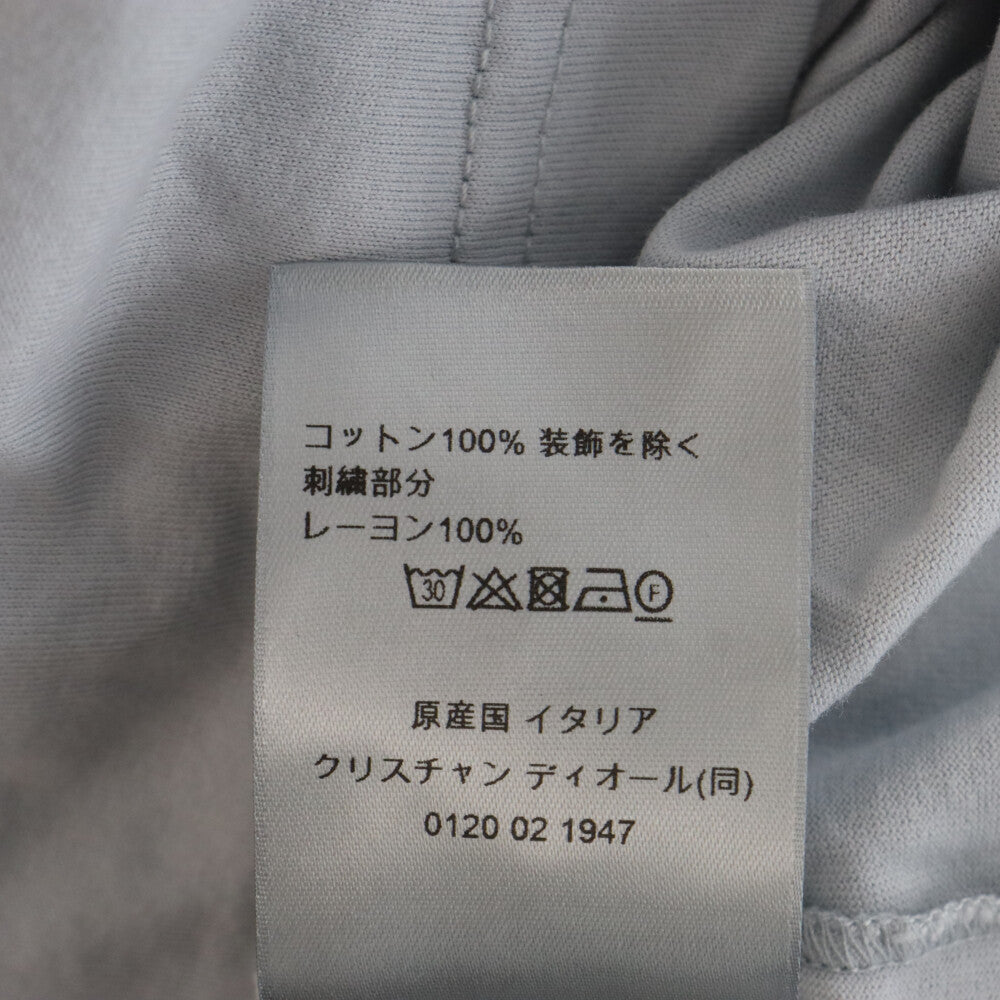 コットン100% 装飾を除く
刺繍部分
レーヨン100%
30 F
原産国 イタリア
クリスチャン ディオール(同)
0120 02 1947